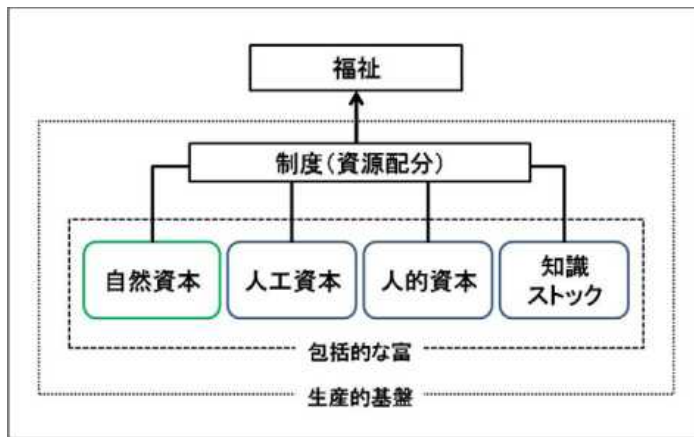 福祉
制度(資源配分)
自然資本
人工資本
人的資本
知識
ストック
包括的な富
生産的基盤